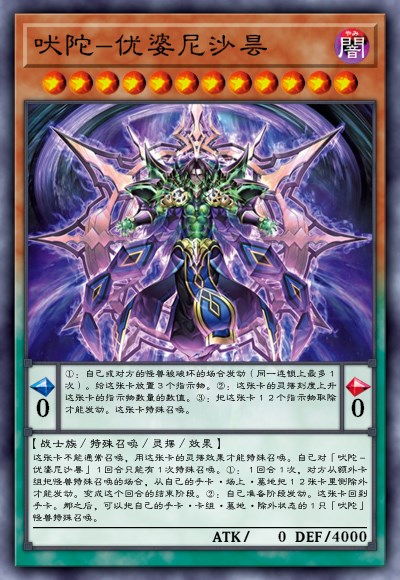 吠陀-优婆尼沙昙
やみ
闇
①：自己或对方的怪兽被破坏的场合发动（同一连锁上最多1
次）。给这张卡放置3个指示物。②：这张卡的灵摆刻度上升
这张卡的指示物数量的数值。③：把这张卡12个指示物取除
才能发动。这张卡特殊召唤。
0
0
【战士族／特殊召唤／灵摆／效果】
这张卡不能通常召唤，用这张卡的灵摆效果才能特殊召唤。自己对「吠陀-
优婆尼沙昙」1回合只能有1次特殊召唤。①：1回合1次，对方从额外卡
组把怪兽特殊召唤的场合，从自己的手卡·场上·墓地把12张卡里侧除外
才能发动。变成这个回合的结束阶段。②：自己准备阶段发动。这张卡回到
手卡。那之后，可以把自己的手卡·卡组·墓地·除外状态的1只「吠陀」
怪兽特殊召唤。
ATK/ 0 DEF/4000